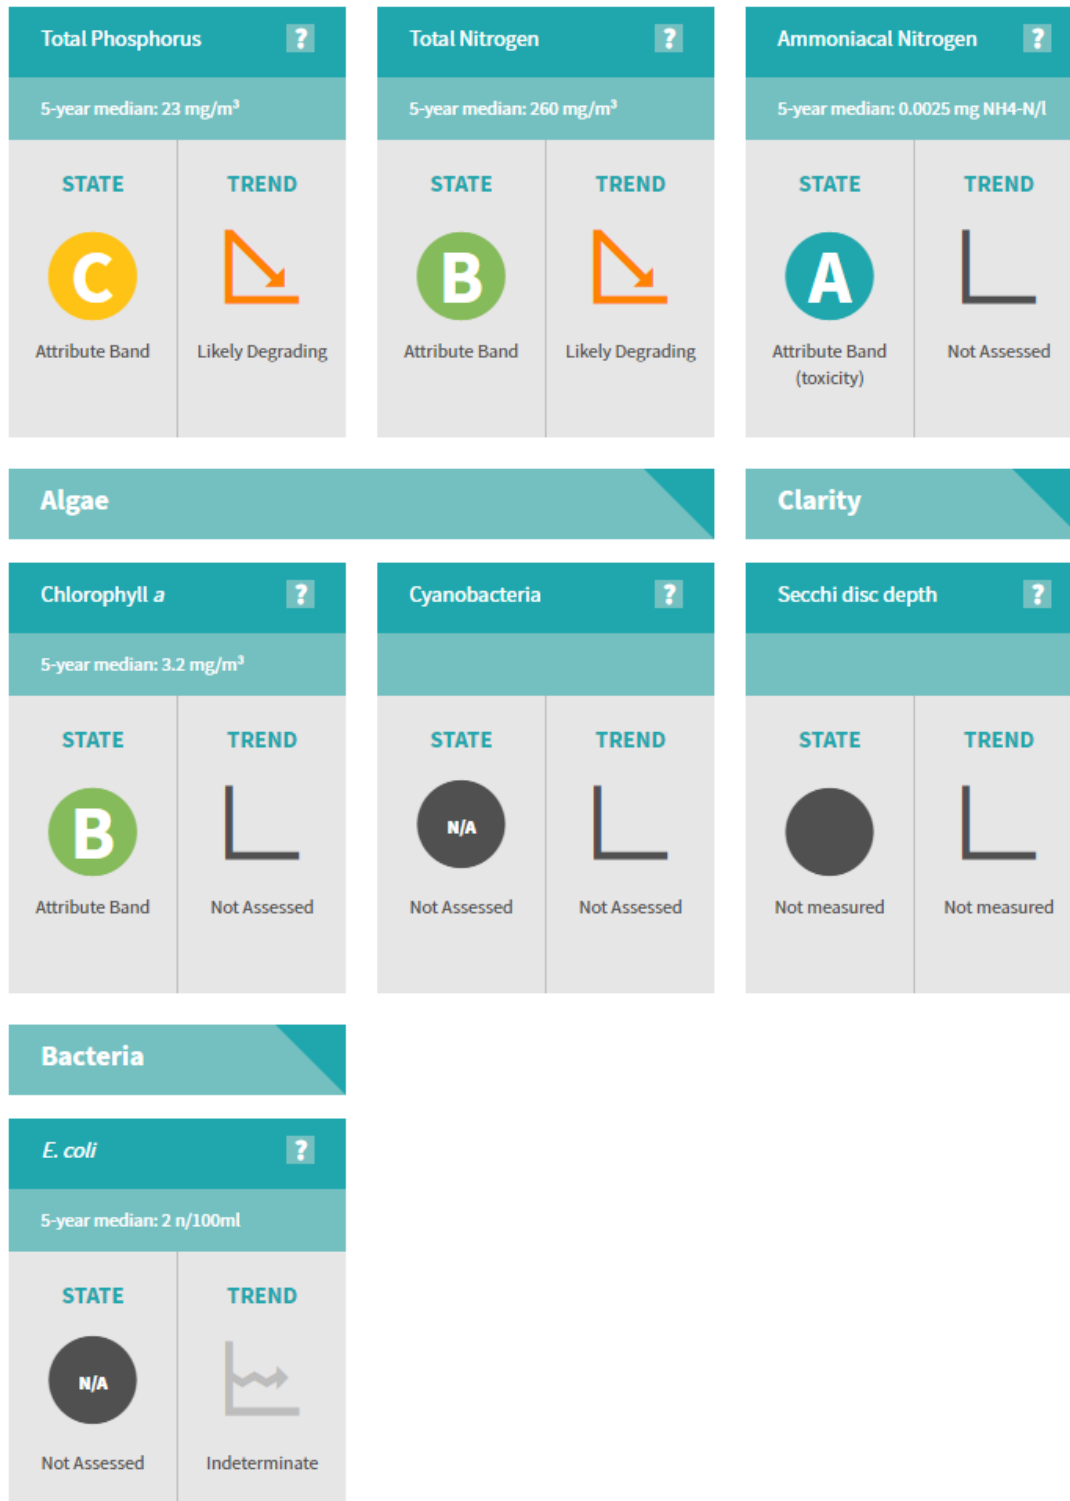 Total Phosphorus ?
5-year median: 23 mg/m³
STATE TREND
C
Attribute Band Likely Degrading
Total Nitrogen ?
5-year median: 260 mg/m³
STATE TREND
B
Attribute Band Likely Degrading
Ammoniacal Nitrogen ?
5-year median: 0.0025 mg NH4-N/l
STATE TREND
A
Attribute Band Not Assessed
(toxicity)
Algae
Chlorophyll a ?
5-year median: 3.2 mg/m³
STATE TREND
B
Attribute Band Not Assessed
Cyanobacteria ?
STATE TREND
N/A
Not Assessed Not Assessed
Clarity
Secchi disc depth ?
STATE TREND
Not measured Not measured
Bacteria
E. coli ?
5-year median: 2 n/100ml
STATE TREND
N/A
Not Assessed Indeterminate